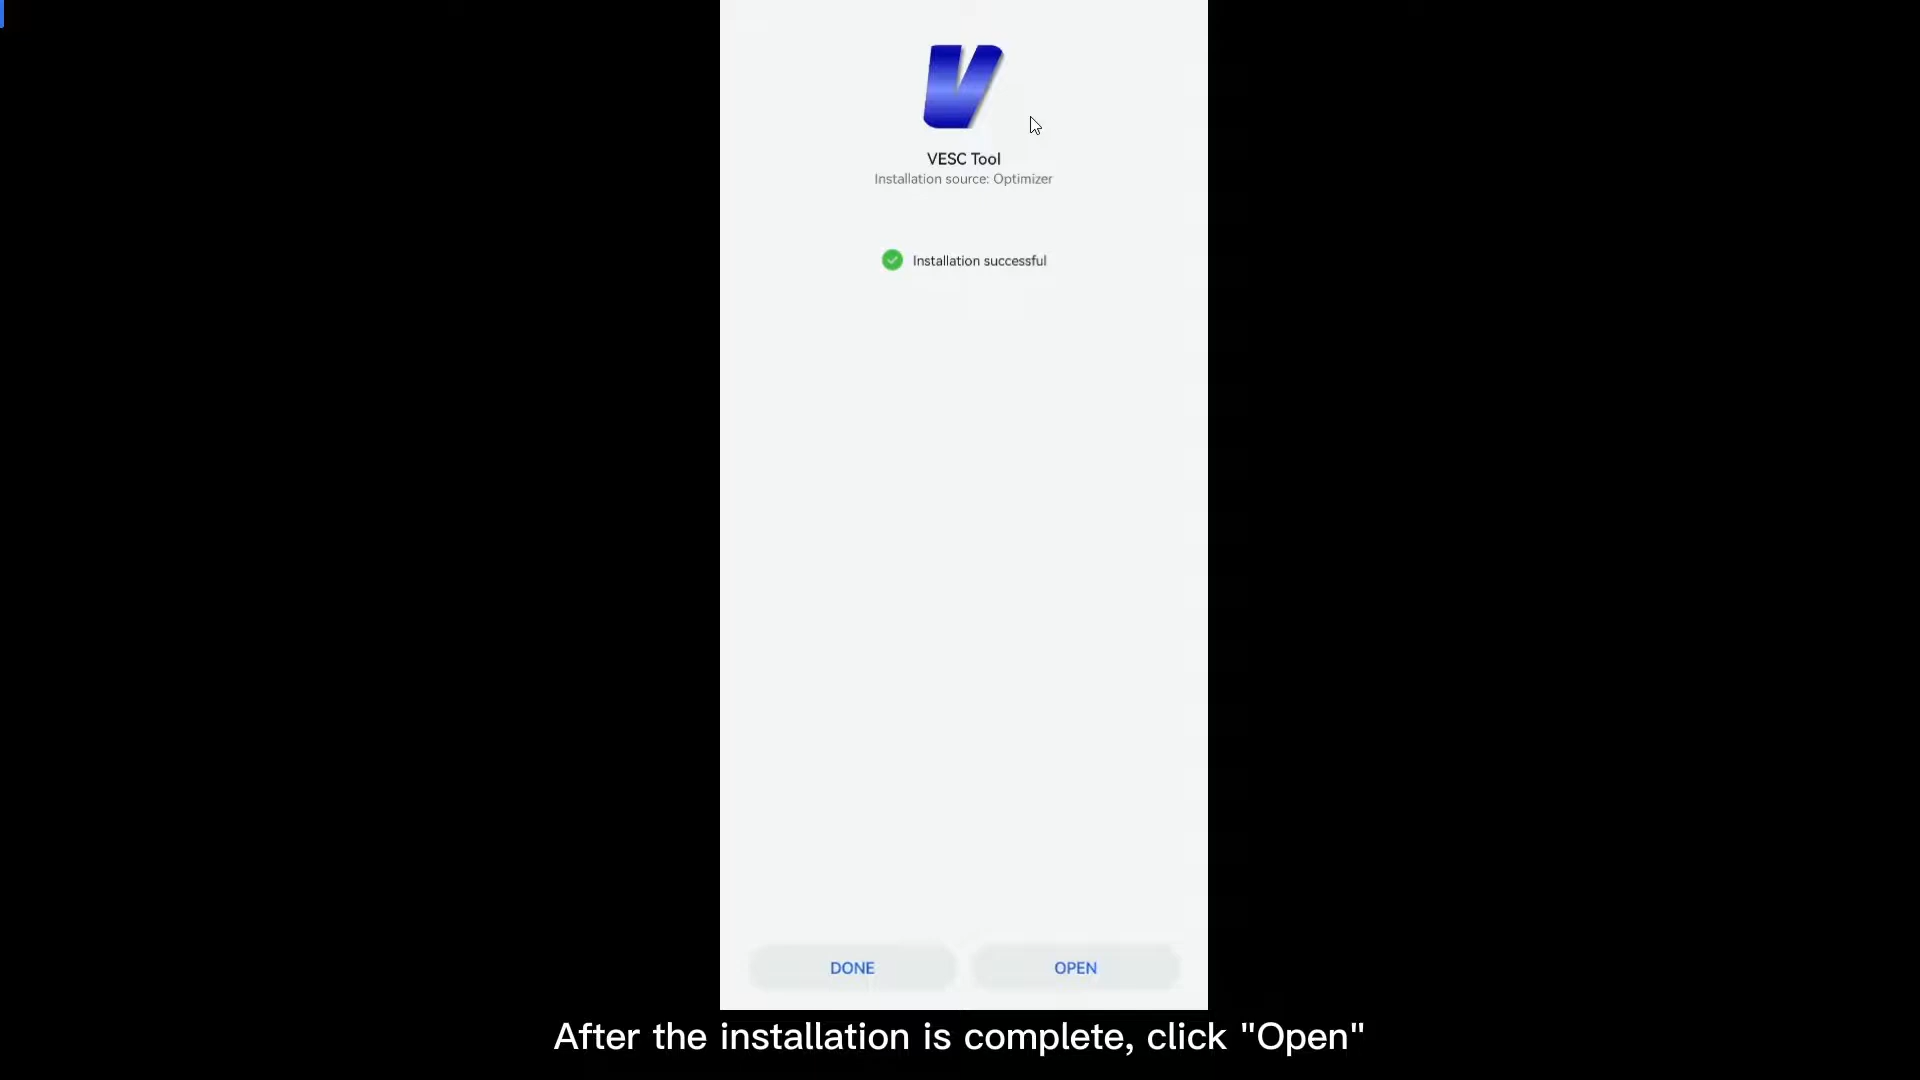 VESC Tool
Installation source: Optimizer
Installation successful
DONE
OPEN
After the installation is complete, click "Open"